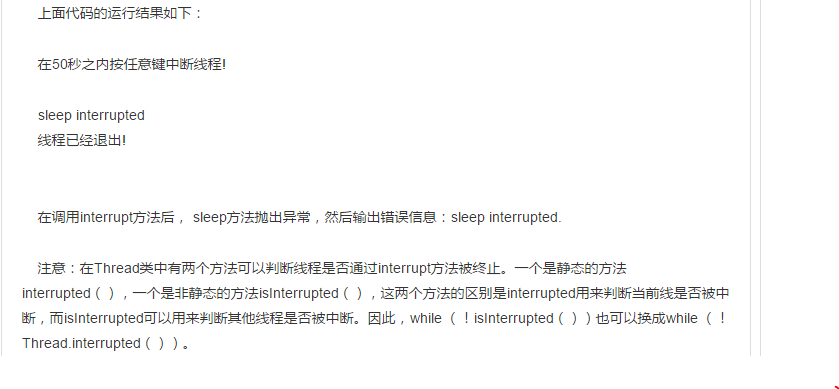 上面代码的运行结果如下：
在50秒之内按任意键中断线程!
sleep interrupted
线程已经退出!
在调用interrupt方法后， sleep方法抛出异常，然后输出错误信息：sleep interrupted.
注意：在Thread类中有两个方法可以判断线程是否通过interrupt方法被终止。一个是静态的方法
interrupted（ ），一个是非静态的方法isInterrupted（ ），这两个方法的区别是interrupted用来判断当前线是否被中
断，而isInterrupted可以用来判断其他线程是否被中断。因此，while （ ！isInterrupted（ ））也可以换成while （ ！
Thread.interrupted（ ））。